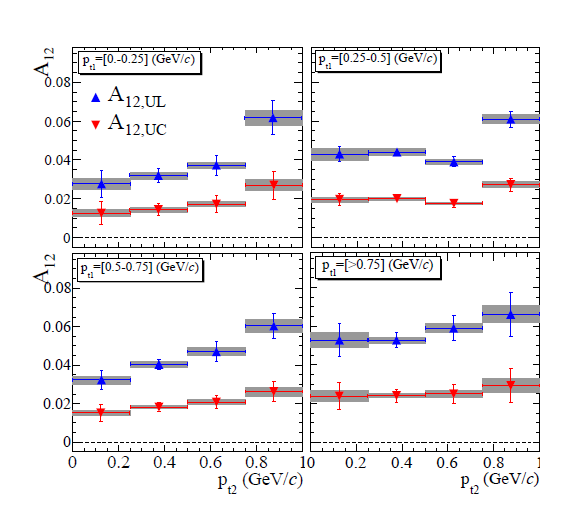 A12
pt1=[0.-0.25] (GeV/c)
pt1=[0.25-0.5] (GeV/c)
0.08
0.06
0.04
0.02
0
A12,UL
A12,UC
A12
pt1=[0.5-0.75] (GeV/c)
pt1=[>0.75] (GeV/c)
0.08
0.06
0.04
0.02
0
0 0.2 0.4 0.6 0.8 10 0.2 0.4 0.6 0.8 1
pt2 (GeV/c) pt2 (GeV/c)